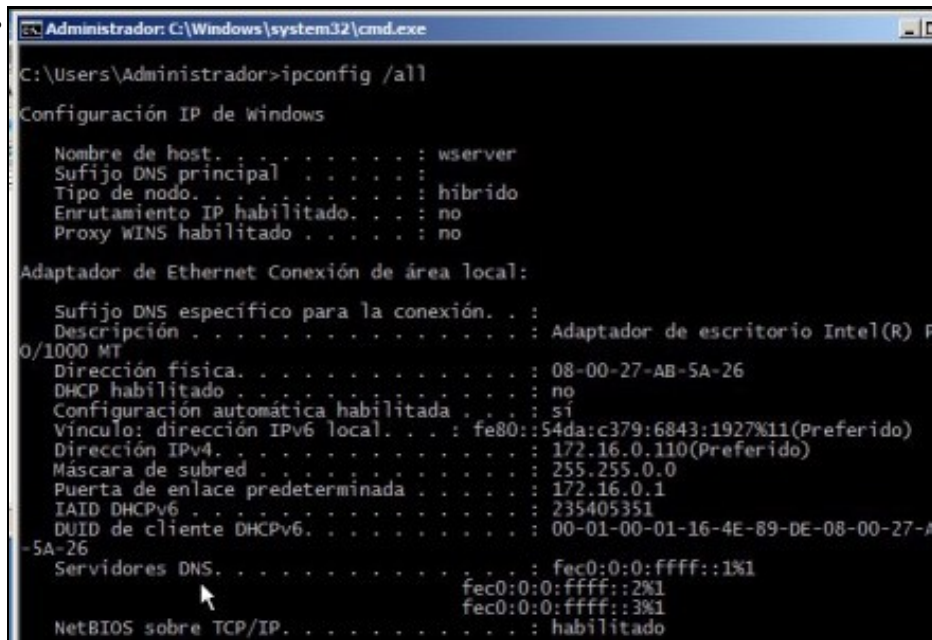 Administrador: C:\Windows\system32\cmd.exe
C:\Users\Administrador>ipconfig /all
Configuración IP de Windows
Nombre de host. . . . . . . . . : wserver
Sufijo DNS principal . . . . . :
Tipo de nodo. . . . . . . . . . : híbrido
Enrutamiento IP habilitado. . . : no
Proxy WINS habilitado . . . . . : no
Adaptador de Ethernet Conexión de área local:
Sufijo DNS específico para la conexión. . :
Descripción . . . . . . . . . . . . . . . : Adaptador de escritorio Intel(R) P
0/1000 MT
Dirección física. . . . . . . . . . . . . : 08-00-27-AB-5A-26
DHCP habilitado . . . . . . . . . . . . . : no
Configuración automática habilitada . . . : sí
Vínculo: dirección IPv6 local. . . : fe80::54da:c379:6843:1927%11(Preferido)
Dirección IPv4. . . . . . . . . . . . . . : 172.16.0.110(Preferido)
Máscara de subred . . . . . . . . . . . . : 255.255.0.0
Puerta de enlace predeterminada . . . . . : 172.16.0.1
IAID DHCPv6 . . . . . . . . . . . . . . . : 235405351
DUID de cliente DHCPv6. . . . . . . . . . : 00-01-00-01-16-4E-89-DE-08-00-27-A
-5A-26
Servidores DNS. . . . . . . . . . . . . . : fec0:0:0:ffff::1%1
fec0:0:0:ffff::2%1
fec0:0:0:ffff::3%1
NetBIOS sobre TCP/IP. . . . . . . . . . . : habilitado